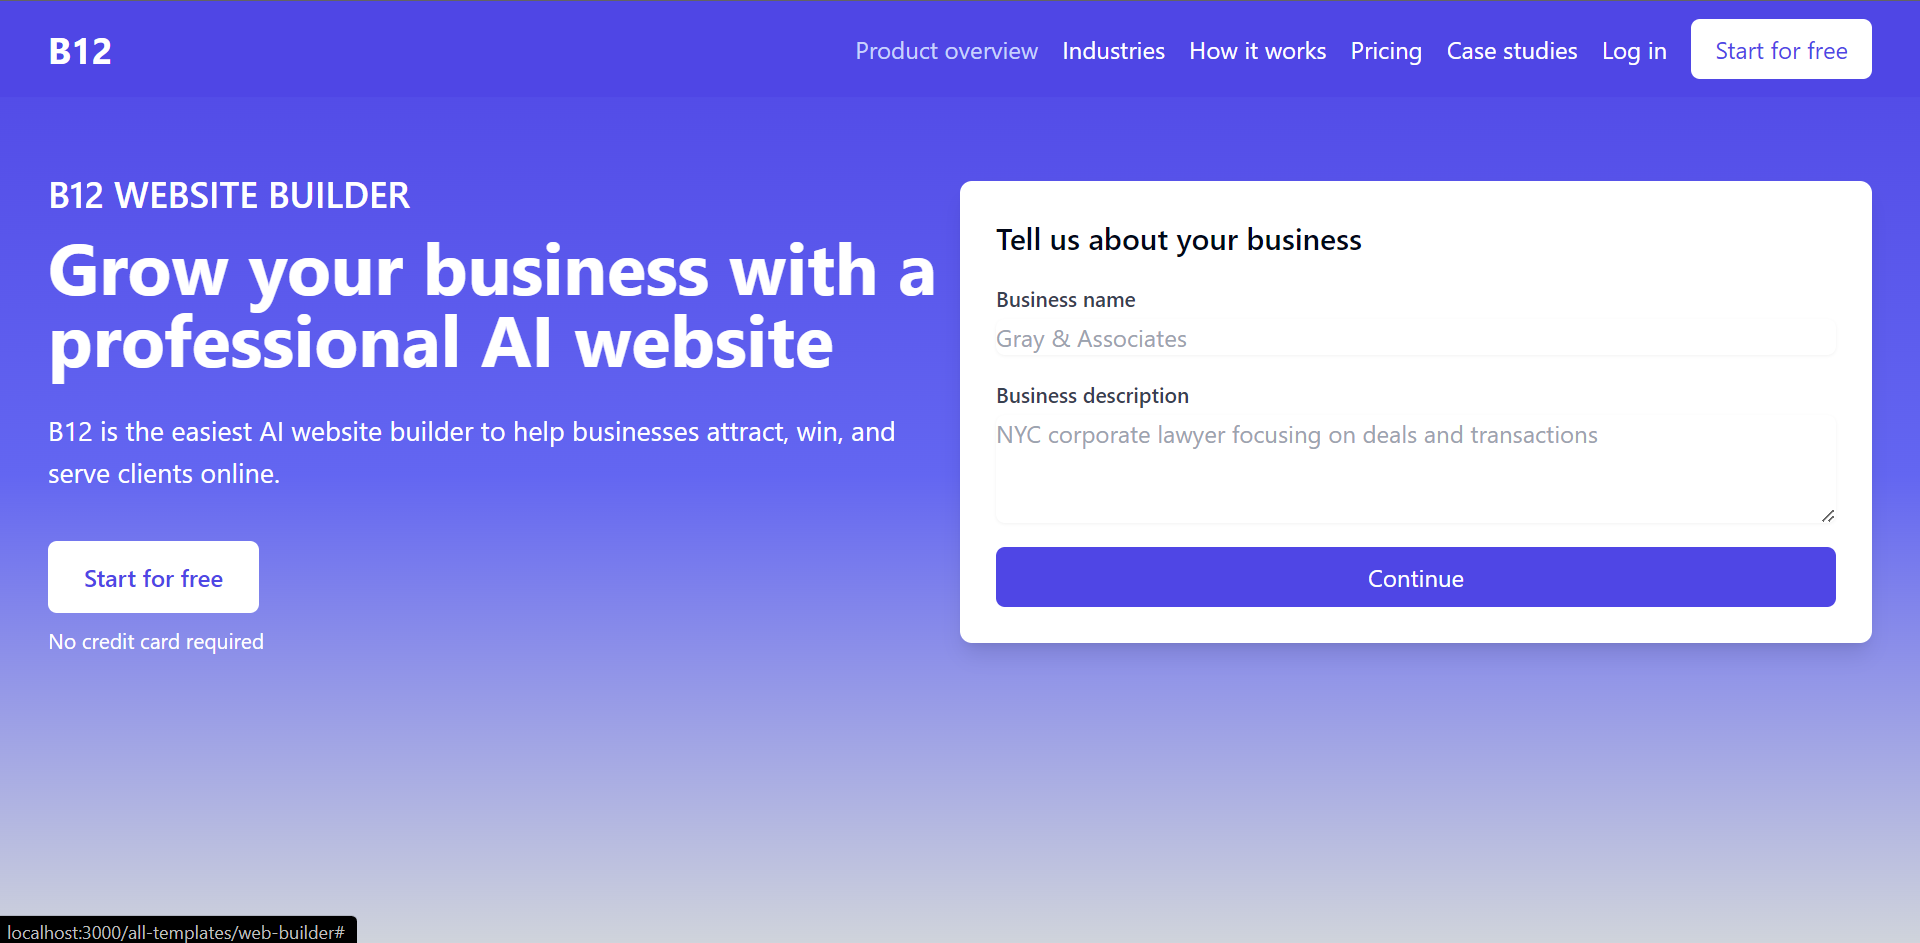 B12
Product overview
Industries
How it works
Pricing
Case studies
Log in
Start for free
B12 WEBSITE BUILDER
Grow your business with a
professional AI website
B12 is the easiest AI website builder to help businesses attract, win, and
serve clients online.
Start for free
No credit card required
Tell us about your business
Business name
Gray & Associates
Business description
NYC corporate lawyer focusing on deals and transactions
Continue
localhost:3000/all-templates/web-builder#